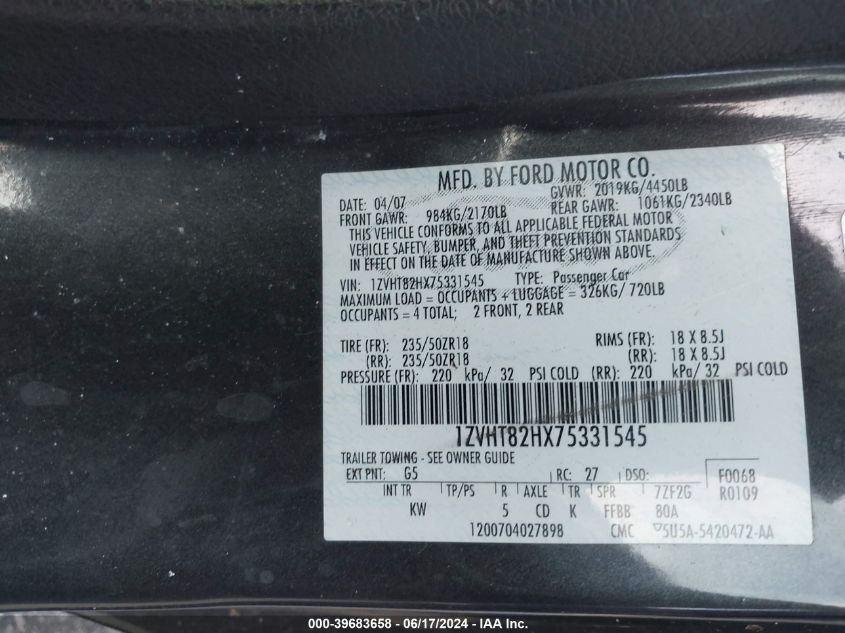 MFD. BY FORD MOTOR CO.
DATE: 04/07 GVWR: 2019KG/4450LB
FRONT GAWR: 984KG/2170LB REAR GAWR: 1061KG/2340LB
THIS VEHICLE CONFORMS TO ALL APPLICABLE FEDERAL MOTOR
VEHICLE SAFETY, BUMPER, AND THEFT PREVENTION STANDARDS
IN EFFECT ON THE DATE OF MANUFACTURE SHOWN ABOVE.
VIN: 1ZVHT82HX75331545 TYPE: Passenger Car
MAXIMUM LOAD = OCCUPANTS + LUGGAGE = 326KG/ 720LB
OCCUPANTS = 4 TOTAL; 2 FRONT, 2 REAR
TIRE (FR): 235/50ZR18 RIMS (FR): 18 X 8.5J
(RR): 235/50ZR18 (RR): 18 X 8.5J
PRESSURE (FR): 220 kPa/ 32 PSI COLD (RR): 220 kPa/ 32 PSI COLD
1ZVHT82HX75331545
TRAILER TOWING - SEE OWNER GUIDE
EXT PNT: G5 RC: 27 DSO: F0068
INT TR TP/PS R AXLE TR SPR 7ZF2G R0109
KW 5 CD K FFBB 80A
1200704027898 CMC 5U5A-5420472-AA
000-39683658 - 06/17/2024 - IAAI Inc.